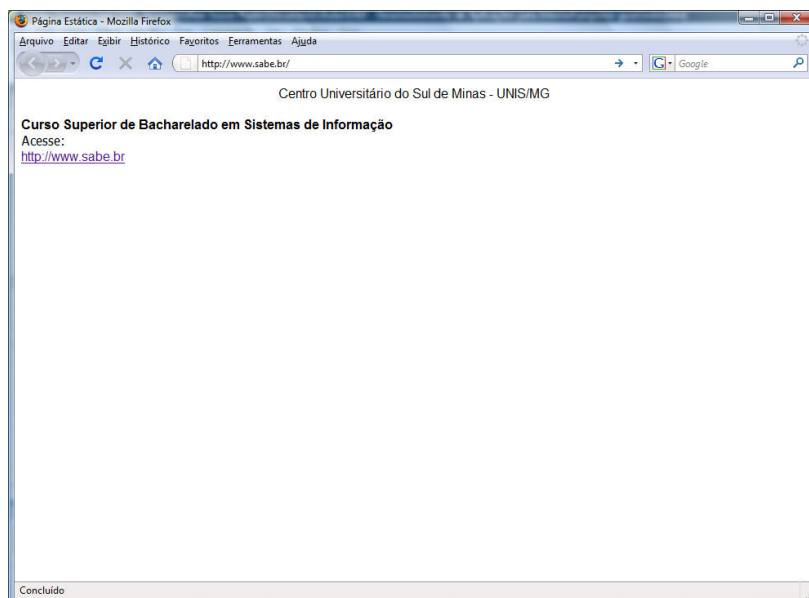 Página Estática - Mozilla Firefox
Arquivo Editar Exibir Histórico Favoritos Ferramentas Ajuda
http://www.sabe.br/ G Google
Centro Universitário do Sul de Minas - UNIS/MG
Curso Superior de Bacharelado em Sistemas de Informação
Acesse:
http://www.sabe.br
Concluído